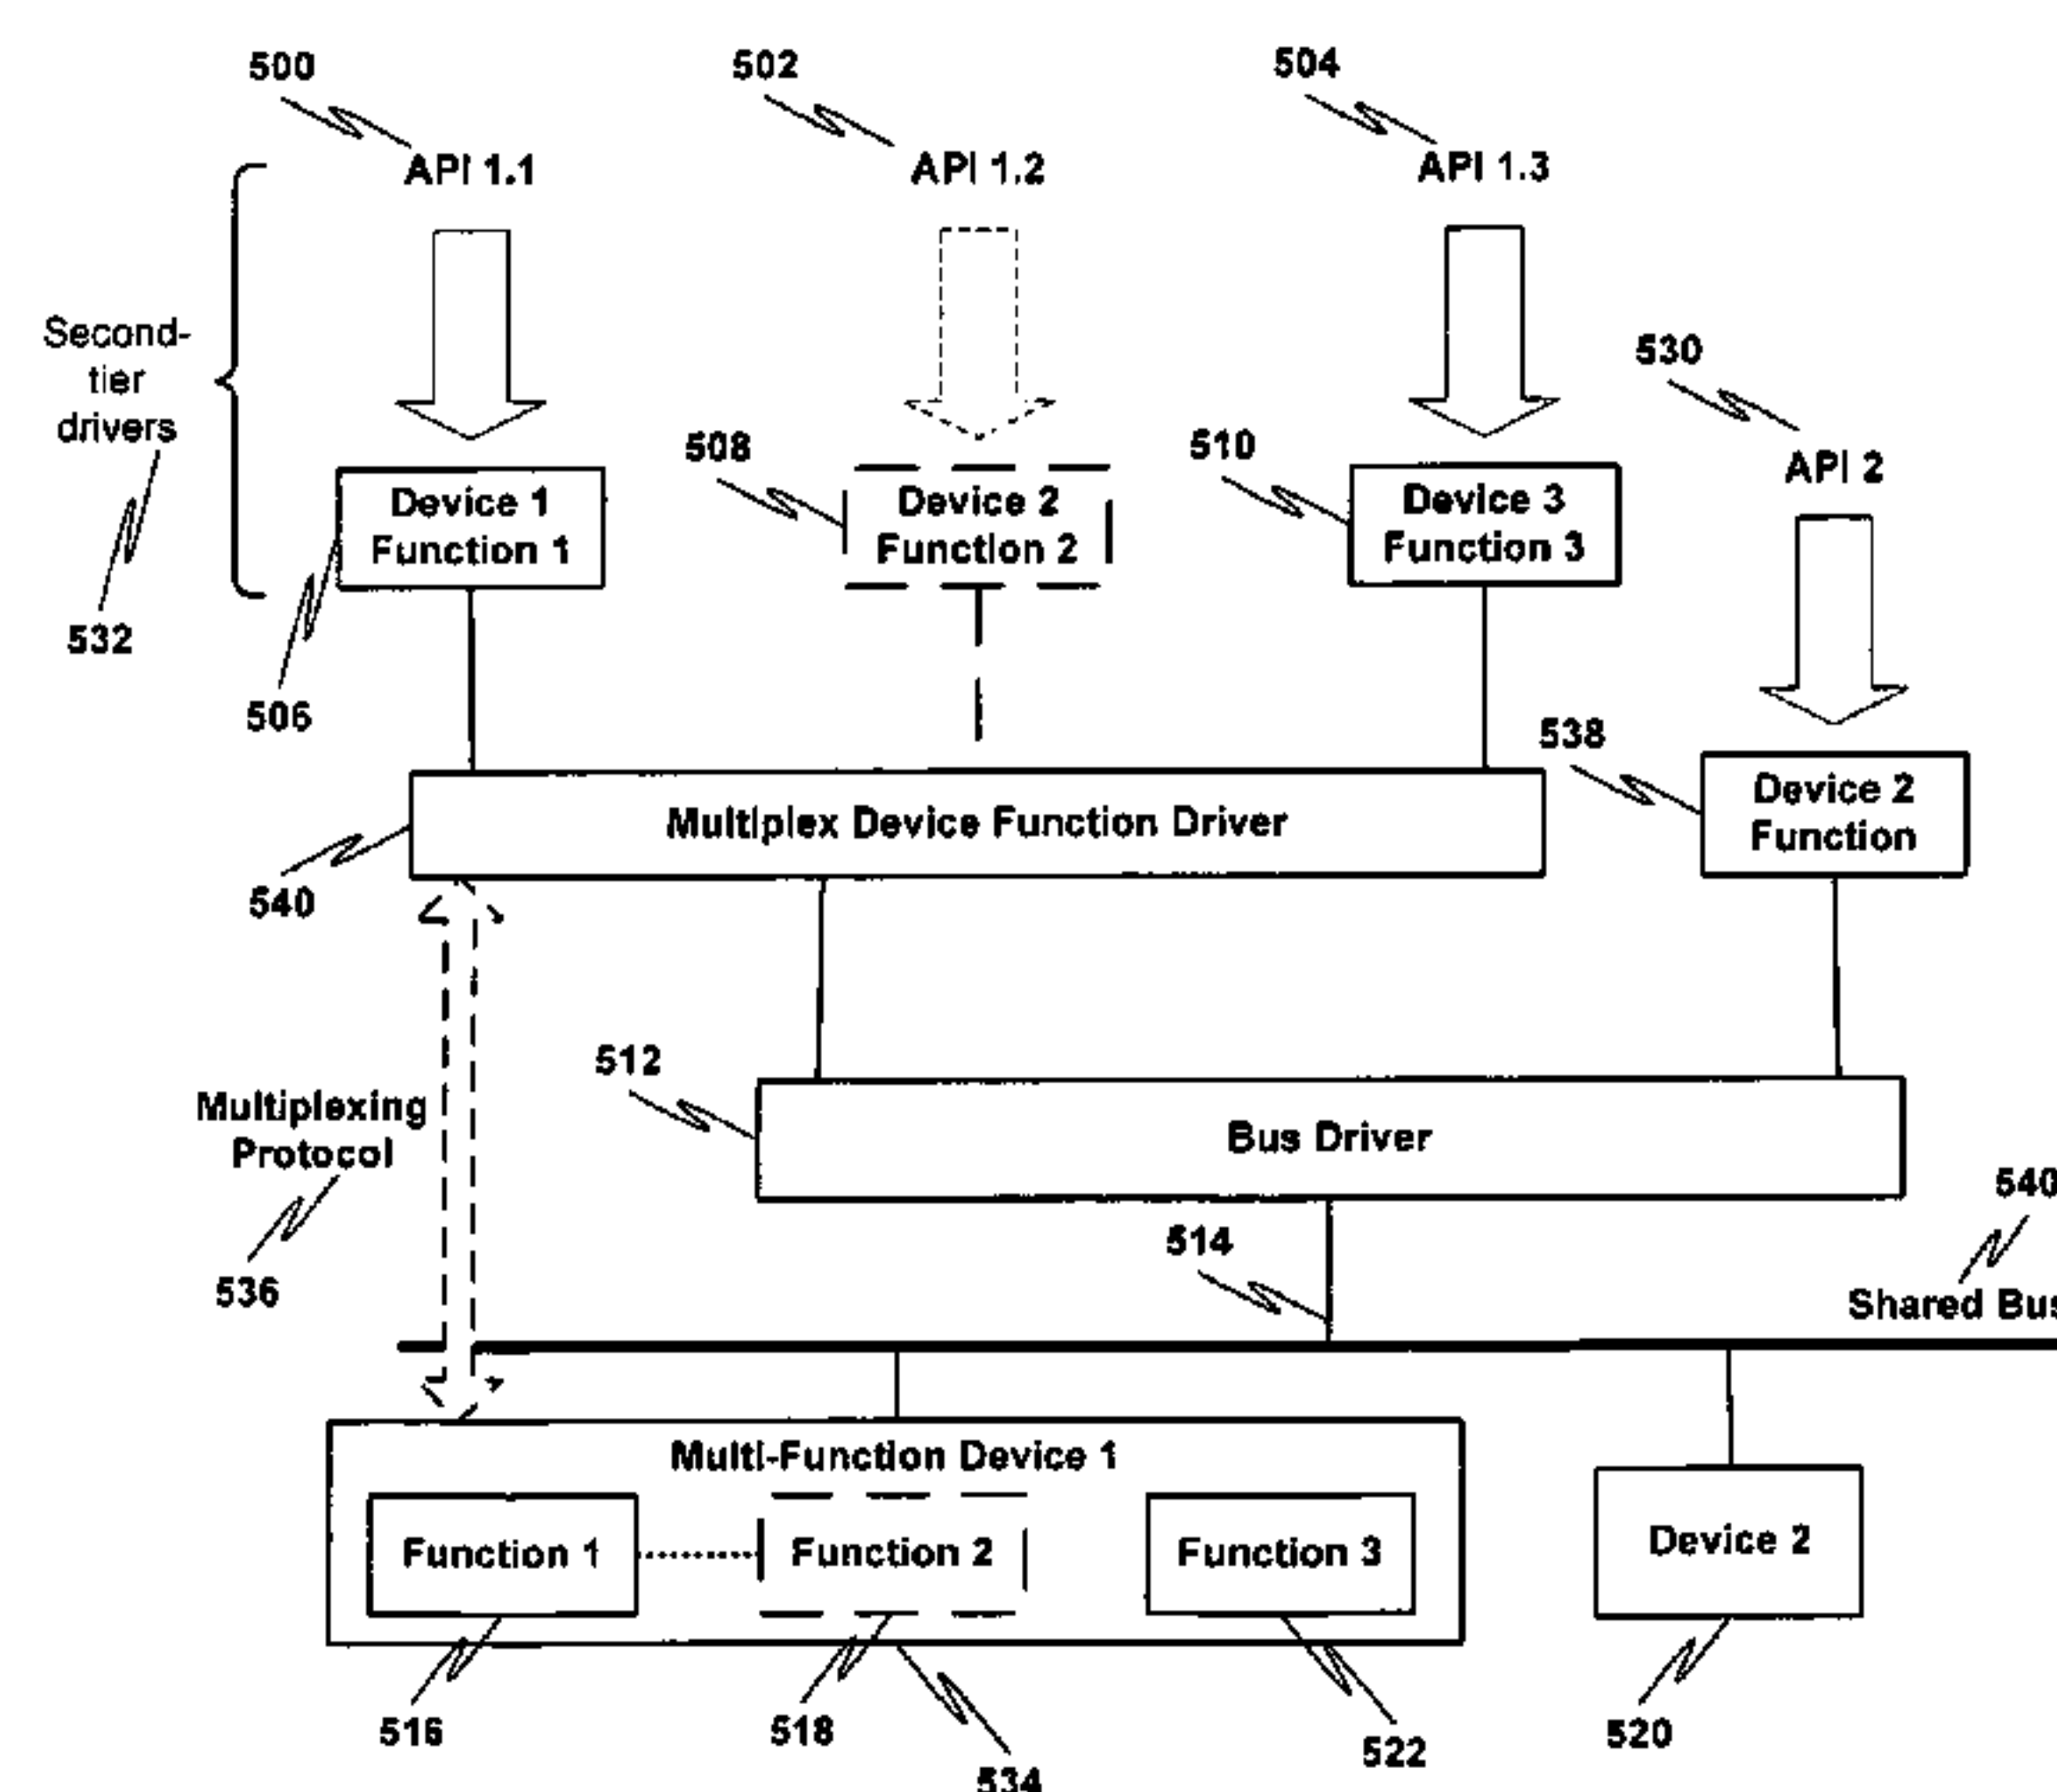 500
502
504
API 1.1
API 1.2
API 1.3
Second-
tier
drivers
530
API 2
508
510
Device 1
Function 1
Device 2
Function 2
Device 3
Function 3
532
506
538
Device 2
Function
Multiplex Device Function Driver
540
512
Multiplexing
Protocol
Bus Driver
536
514
540
Shared Bus
Multi-Function Device 1
Function 1
Function 2
Function 3
Device 2
516
518
534
522
520